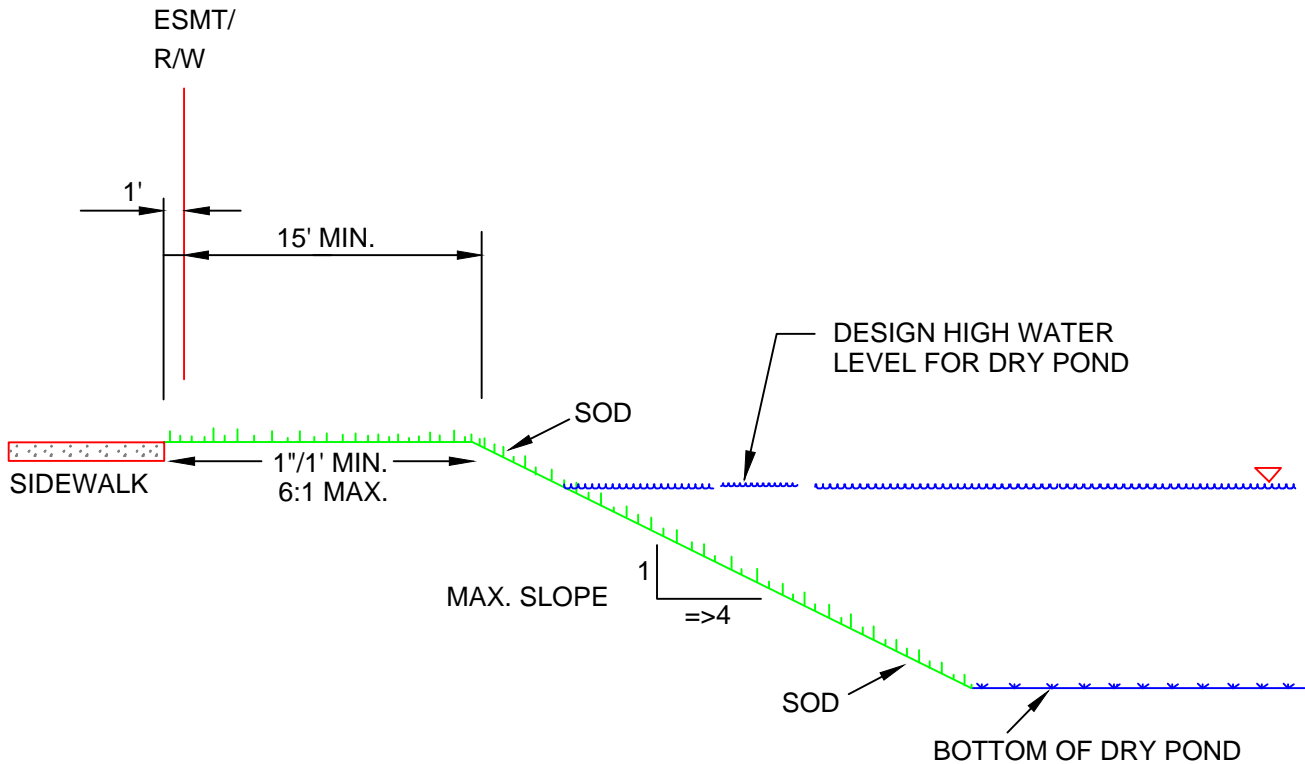 ESMT/
R/W
1'
15' MIN.
DESIGN HIGH WATER
LEVEL FOR DRY POND
SOD
1"/1' MIN.
6:1 MAX.
SIDEWALK
1
MAX. SLOPE
=>4
SOD
BOTTOM OF DRY POND